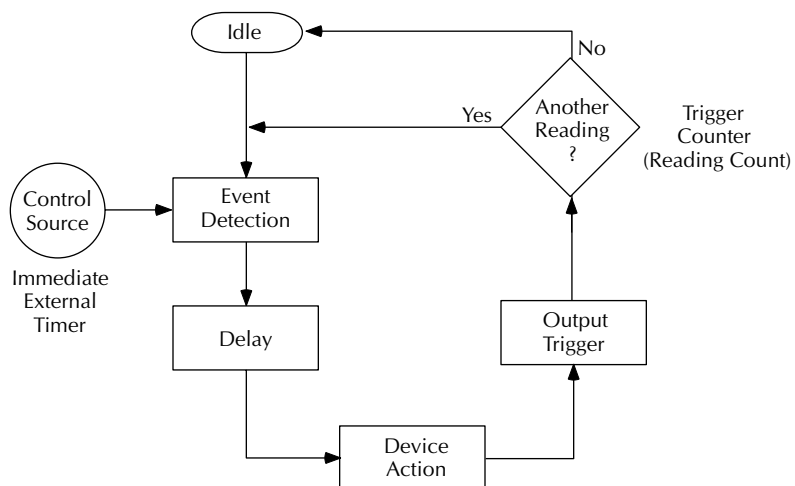 Idle
No
Yes
Another
Reading
?
Trigger
Counter
(Reading Count)
Control
Source
Event
Detection
Immediate
External
Timer
Delay
Output
Trigger
Device
Action